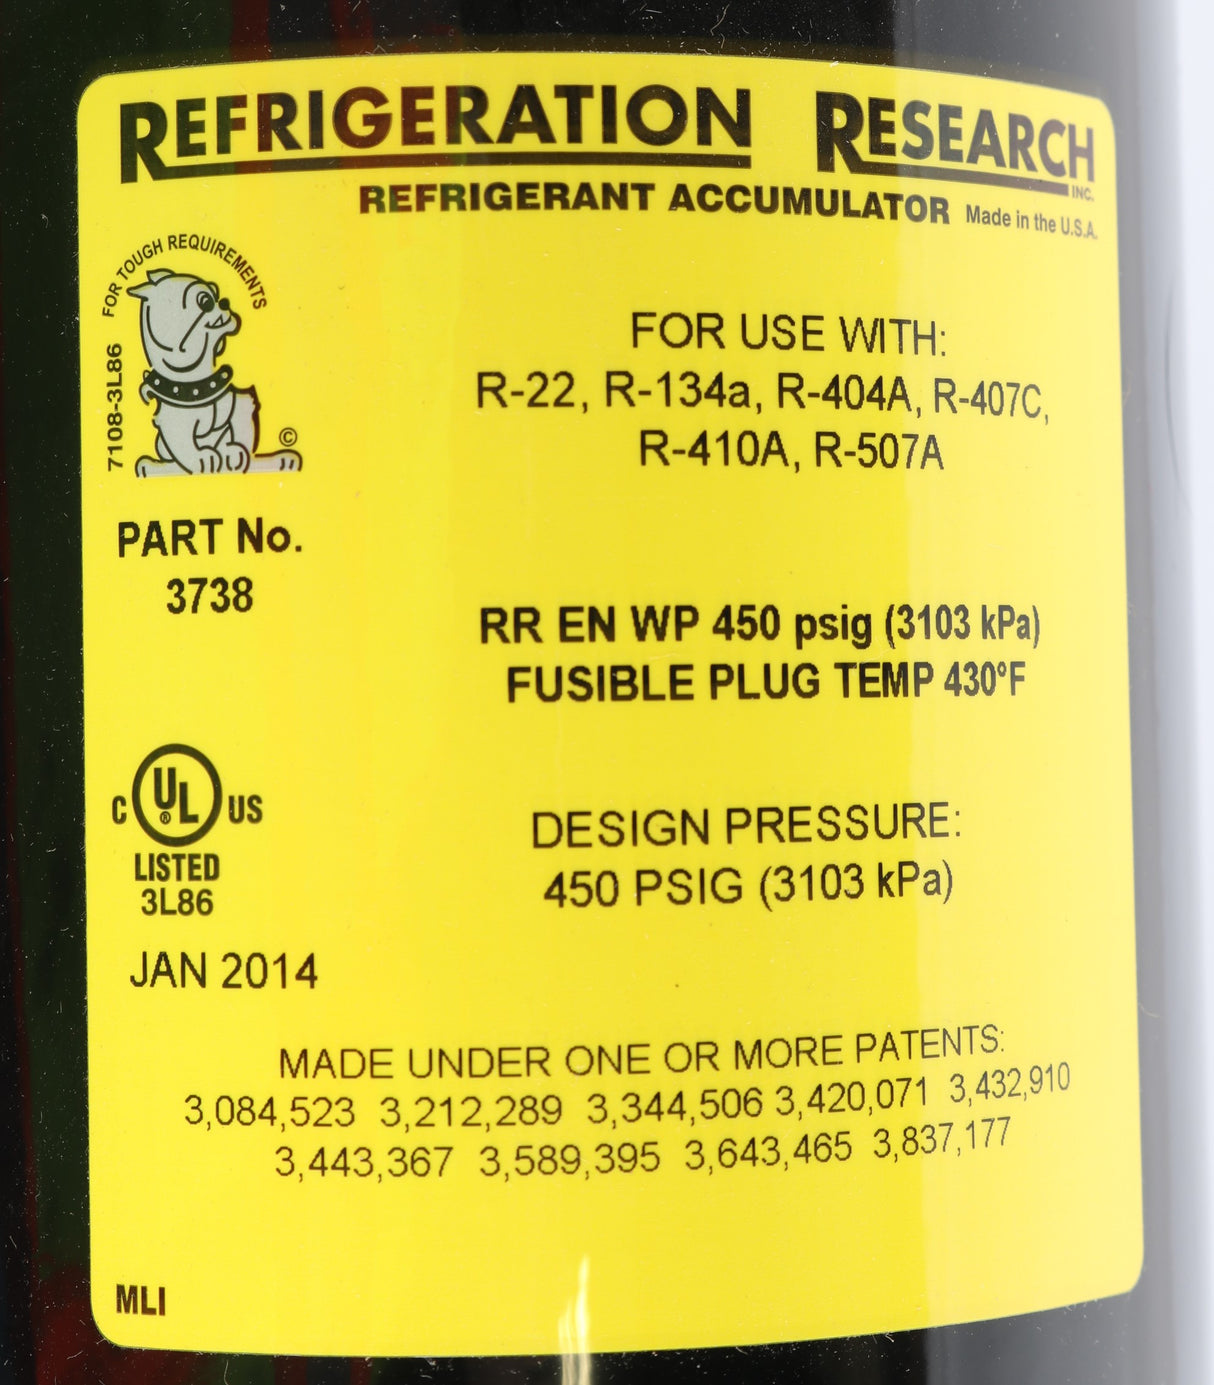 REFRIGERATION RESEARCH INC.
REFRIGERANT ACCUMULATOR Made in the U.S.A.
FOR TOUGH REQUIREMENTS
7108-3L86
©
FOR USE WITH:
R-22, R-134a, R-404A, R-407C,
R-410A, R-507A
PART No.
3738
RR EN WP 450 psig (3103 kPa)
FUSIBLE PLUG TEMP 430°F
C UL ® US
LISTED
3L86
DESIGN PRESSURE:
450 PSIG (3103 kPa)
JAN 2014
MADE UNDER ONE OR MORE PATENTS:
3,084,523 3,212,289 3,344,506 3,420,071 3,432,910
3,443,367 3,589,395 3,643,465 3,837,177
MLI